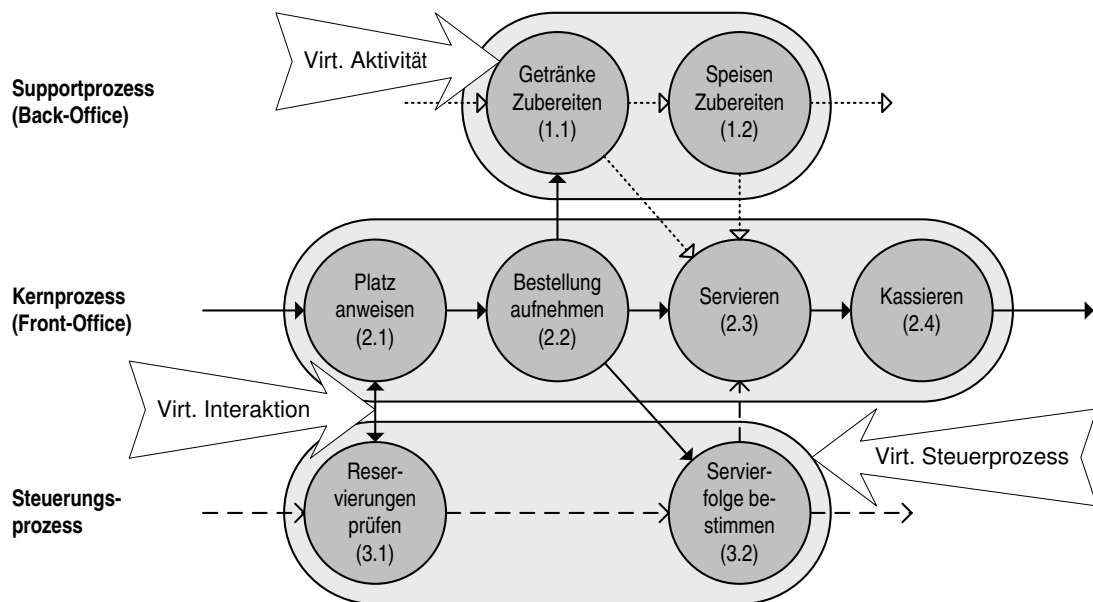 Virt. Aktivität
Supportprozess
(Back-Office)
Getränke
Zubereiten
(1.1)
Speisen
Zubereiten
(1.2)
Kernprozess
(Front-Office)
Platz
anweisen
(2.1)
Bestellung
aufnehmen
(2.2)
Servieren
(2.3)
Kassieren
(2.4)
Virt. Interaktion
Virt. Steuerprozess
Steuerungs-
prozess
Reser-
vierungen
prüfen
(3.1)
Servier-
folge be-
stimmen
(3.2)